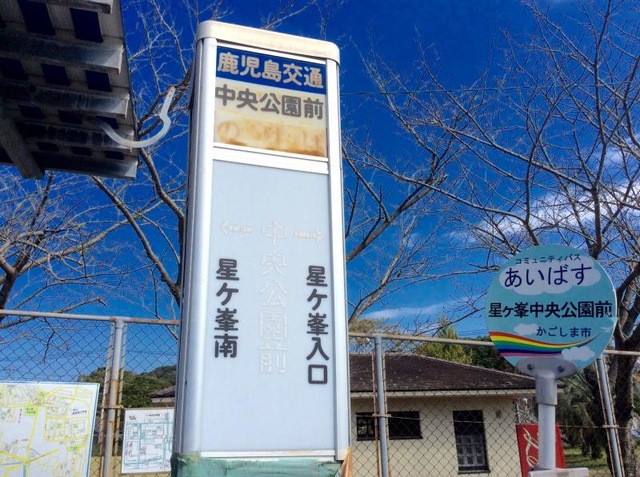 鹿児島交通
中央公園前
中央公園前
星ケ峯南
星ケ峯入口
コミュニティバス
あいばす
星ケ峯中央公園前
かごしま市